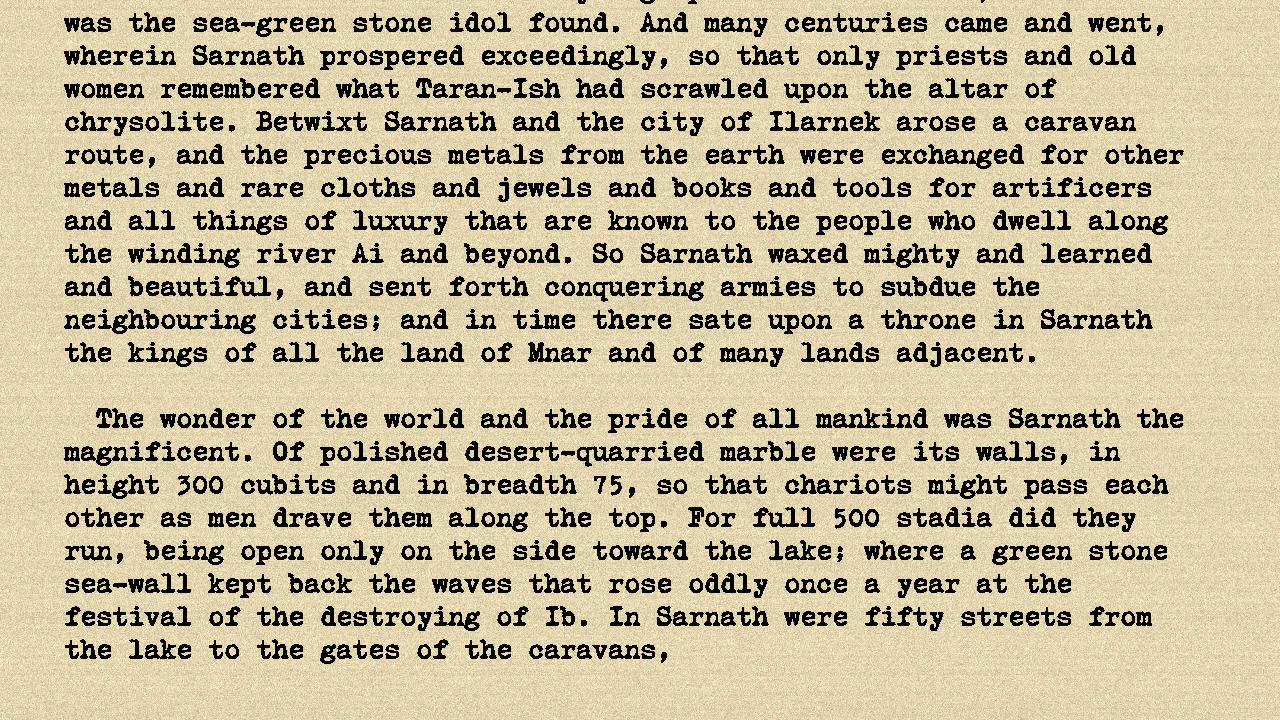 was the sea-green stone idol found. And many centuries came and went,
wherein Sarnath prospered exceedingly, so that only priests and old
women remembered what Taran-Ish had scrawled upon the altar of
chrysolite. Betwixt Sarnath and the city of Ilarnek arose a caravan
route, and the precious metals from the earth were exchanged for other
metals and rare cloths and jewels and books and tools for artificers
and all things of luxury that are known to the people who dwell along
the winding river Ai and beyond. So Sarnath waxed mighty and learned
and beautiful, and sent forth conquering armies to subdue the
neighbouring cities; and in time there sate upon a throne in Sarnath
the kings of all the land of Mnar and of many lands adjacent.
The wonder of the world and the pride of all mankind was Sarnath the
magnificent. Of polished desert-quarried marble were its walls, in
height 300 cubits and in breadth 75, so that chariots might pass each
other as men drave them along the top. For full 500 stadia did they
run, being open only on the side toward the lake; where a green stone
sea-wall kept back the waves that rose oddly once a year at the
festival of the destroying of Ib. In Sarnath were fifty streets from
the lake to the gates of the caravans,